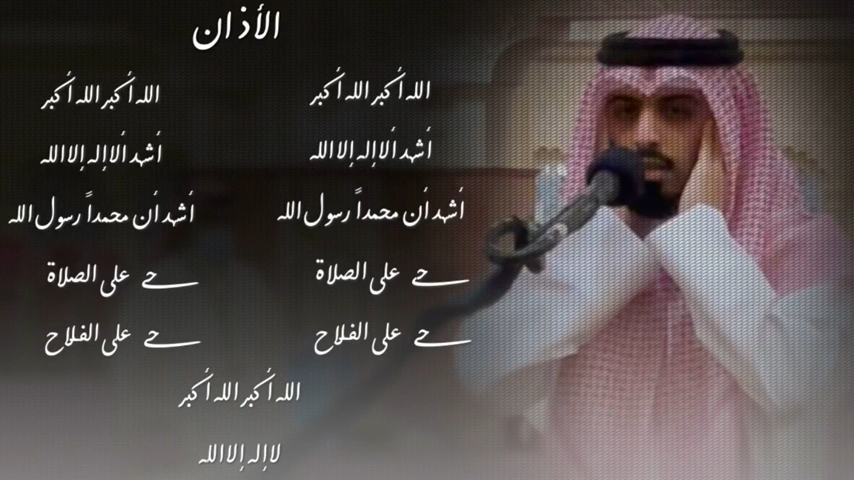 الأذان
الله أكبر الله أكبر الله أكبر الله أكبر
أشهد ألا إله إلا الله أشهد ألا إله إلا الله
أشهد أن محمداً رسول الله أشهد أن محمداً رسول الله
حي على الصلاة حي على الصلاة
حي على الفلاح حي على الفلاح
الله أكبر الله أكبر
لا إله إلا الله